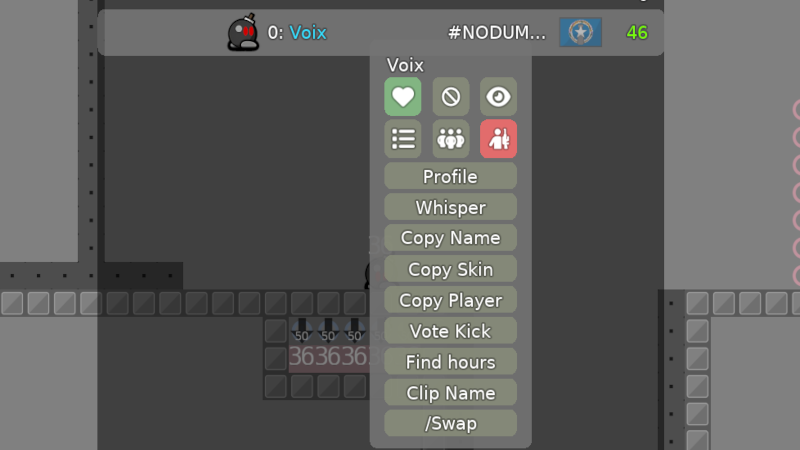 0: Voix #NODUM... 46
Voix
Profile
Whisper
Copy Name
Copy Skin
Copy Player
Vote Kick
Find hours
Clip Name
/Swap
50 50 50
363636